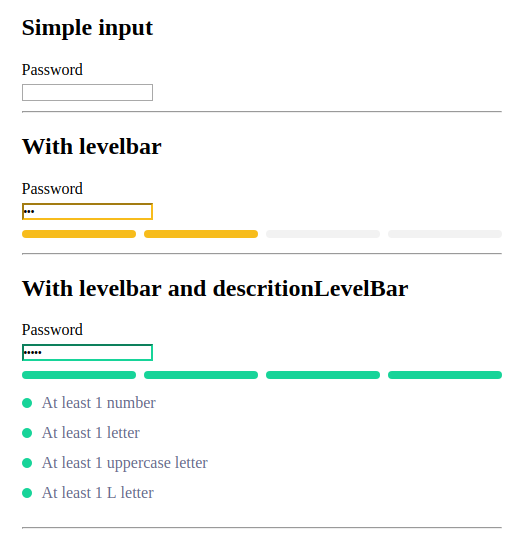 Simple input
Password
With levelbar
Password
•••
With levelbar and descritionLevelBar
Password
•••••
At least 1 number
At least 1 letter
At least 1 uppercase letter
At least 1 L letter